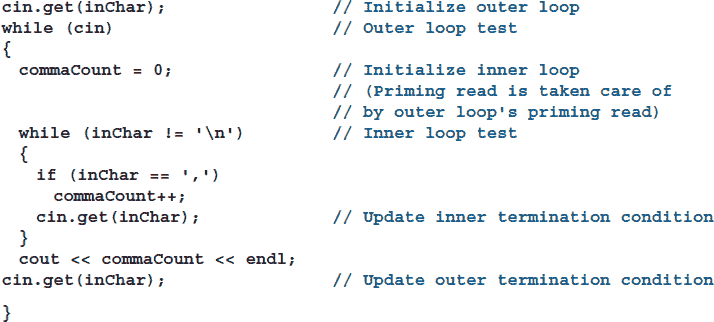 cin.get(inChar);                 // Initialize outer loop
while (cin)                      // Outer loop test
{
  commaCount = 0;                // Initialize inner loop
                                 // (Priming read is taken care of
                                 // by outer loop's priming read)
  while (inChar != '\n')         // Inner loop test
  {
    if (inChar == ',')
      commaCount++;
    cin.get(inChar);             // Update inner termination condition
  }
  cout << commaCount << endl;
cin.get(inChar);                 // Update outer termination condition
}